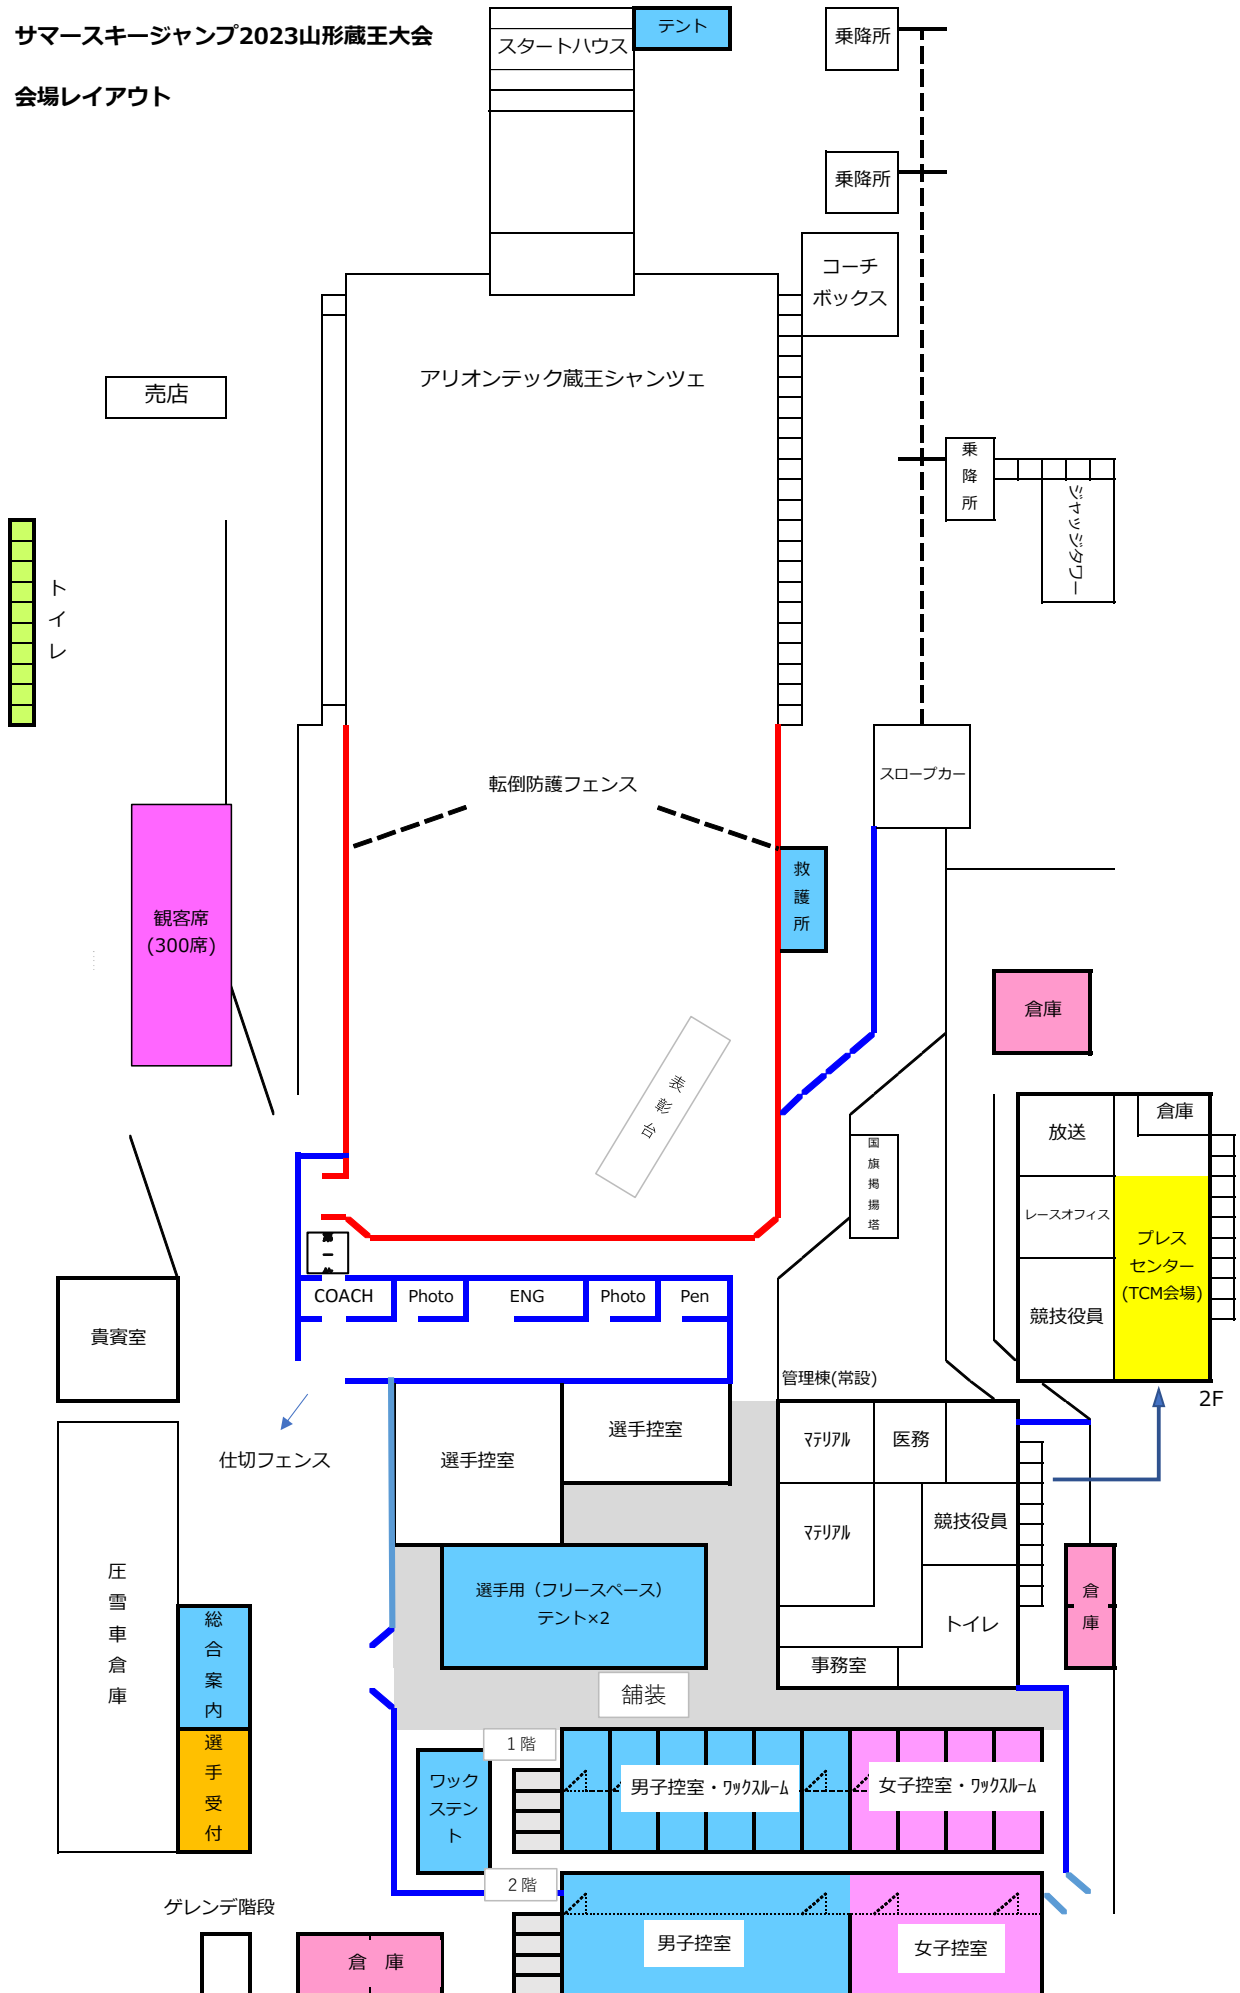 サマースキージャンプ2023山形蔵王大会
会場レイアウト
スタートハウス
テント
乗降所
乗降所
コーチ
ボックス
アリオンテック蔵王シャンツェ
売店
乗降所
ジャッジタワー
トイレ
転倒防護フェンス
スロープカー
救護所
観客席
(300席)
倉庫
表彰台
国旗掲揚塔
放送
倉庫
レースオフィス
プレス
センター
(TCM会場)
競技役員
2F
COACH
Photo
ENG
Photo
Pen
貴賓室
管理棟(常設)
仕切フェンス
選手控室
選手控室
ﾏﾃﾘｱﾙ
医務
ﾏﾃﾘｱﾙ
競技役員
トイレ
事務室
倉庫
圧雪車倉庫
総合案内
選手受付
選手用（フリースペース）
テント×2
舗装
1階
ワック
ステン
ト
男子控室・ﾜｯｸｽﾙｰﾑ
女子控室・ﾜｯｸｽﾙｰﾑ
2階
男子控室
女子控室
ゲレンデ階段
倉 庫